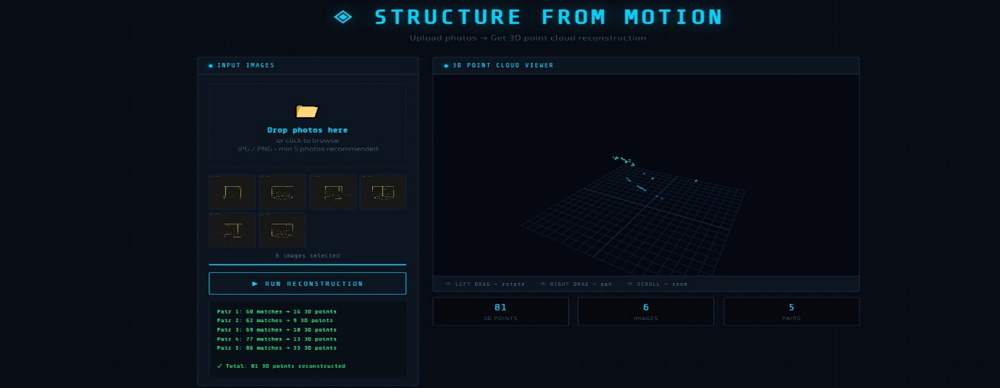 STRUCTURE FROM MOTION
Upload photos → Get 3D point cloud reconstruction
INPUT IMAGES
Drop photos here
or click to browse
JPG / PNG · min 5 photos recommended
6 images selected
▶ RUN RECONSTRUCTION
Pair 1: 60 matches → 16 3D points
Pair 2: 62 matches → 9 3D points
Pair 3: 69 matches → 10 3D points
Pair 4: 77 matches → 13 3D points
Pair 5: 86 matches → 33 3D points
✓ Total: 81 3D points reconstructed
3D POINT CLOUD VIEWER
LEFT DRAG — rotate
RIGHT DRAG — pan
SCROLL — zoom
81
3D POINTS
6
IMAGES
5
PAIRS